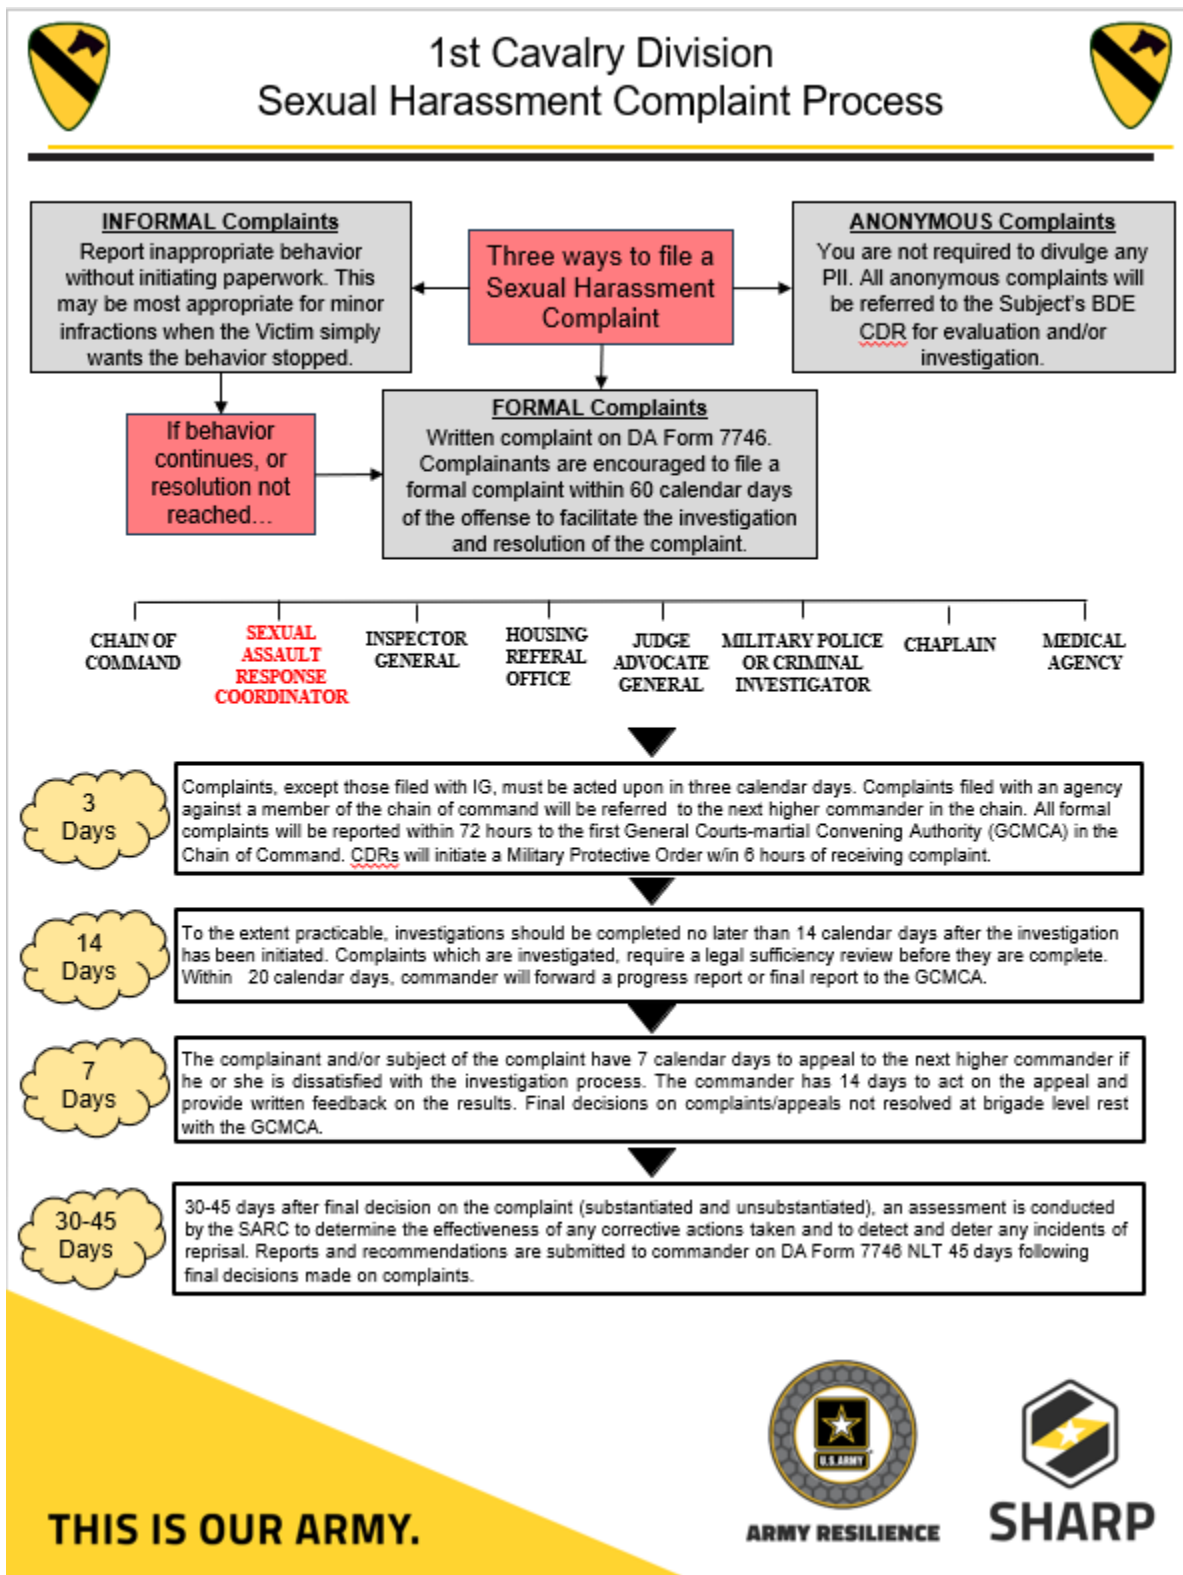 1st Cavalry Division
Sexual Harassment Complaint Process
INFORMAL Complaints
Report inappropriate behavior
without initiating paperwork. This
may be most appropriate for minor
infractions when the Victim simply
wants the behavior stopped.
Three ways to file a
Sexual Harassment
Complaint
ANONYMOUS Complaints
You are not required to divulge any
PII. All anonymous complaints will
be referred to the Subject's BDE
CDR for evaluation and/or
investigation.
If behavior
continues, or
resolution not
reached…
FORMAL Complaints
Written complaint on DA Form 7746.
Complainants are encouraged to file a
formal complaint within 60 calendar days
of the offense to facilitate the investigation
and resolution of the complaint.
CHAIN OF
COMMAND
SEXUAL
ASSAULT
RESPONSE
COORDINATOR
INSPECTOR
GENERAL
HOUSING
REFERAL
OFFICE
JUDGE
ADVOCATE
GENERAL
MILITARY POLICE
OR CRIMINAL
INVESTIGATOR
CHAPLAIN
MEDICAL
AGENCY
3
Days
Complaints, except those filed with IG, must be acted upon in three calendar days. Complaints filed with an agency
against a member of the chain of command will be referred to the next higher commander in the chain. All formal
complaints will be reported within 72 hours to the first General Courts-martial Convening Authority (GCMCA) in the
Chain of Command. CDRs will initiate a Military Protective Order w/in 6 hours of receiving complaint.
14
Days
To the extent practicable, investigations should be completed no later than 14 calendar days after the investigation
has been initiated. Complaints which are investigated, require a legal sufficiency review before they are complete.
Within 20 calendar days, commander will forward a progress report or final report to the GCMCA.
7
Days
The complainant and/or subject of the complaint have 7 calendar days to appeal to the next higher commander if
he or she is dissatisfied with the investigation process. The commander has 14 days to act on the appeal and
provide written feedback on the results. Final decisions on complaints/appeals not resolved at brigade level rest
with the GCMCA.
30-45
Days
30-45 days after final decision on the complaint (substantiated and unsubstantiated), an assessment is conducted
by the SARC to determine the effectiveness of any corrective actions taken and to detect and deter any incidents of
reprisal. Reports and recommendations are submitted to commander on DA Form 7746 NLT 45 days following
final decisions made on complaints.
THIS IS OUR ARMY.
U.S.ARMY
ARMY RESILIENCE
SHARP